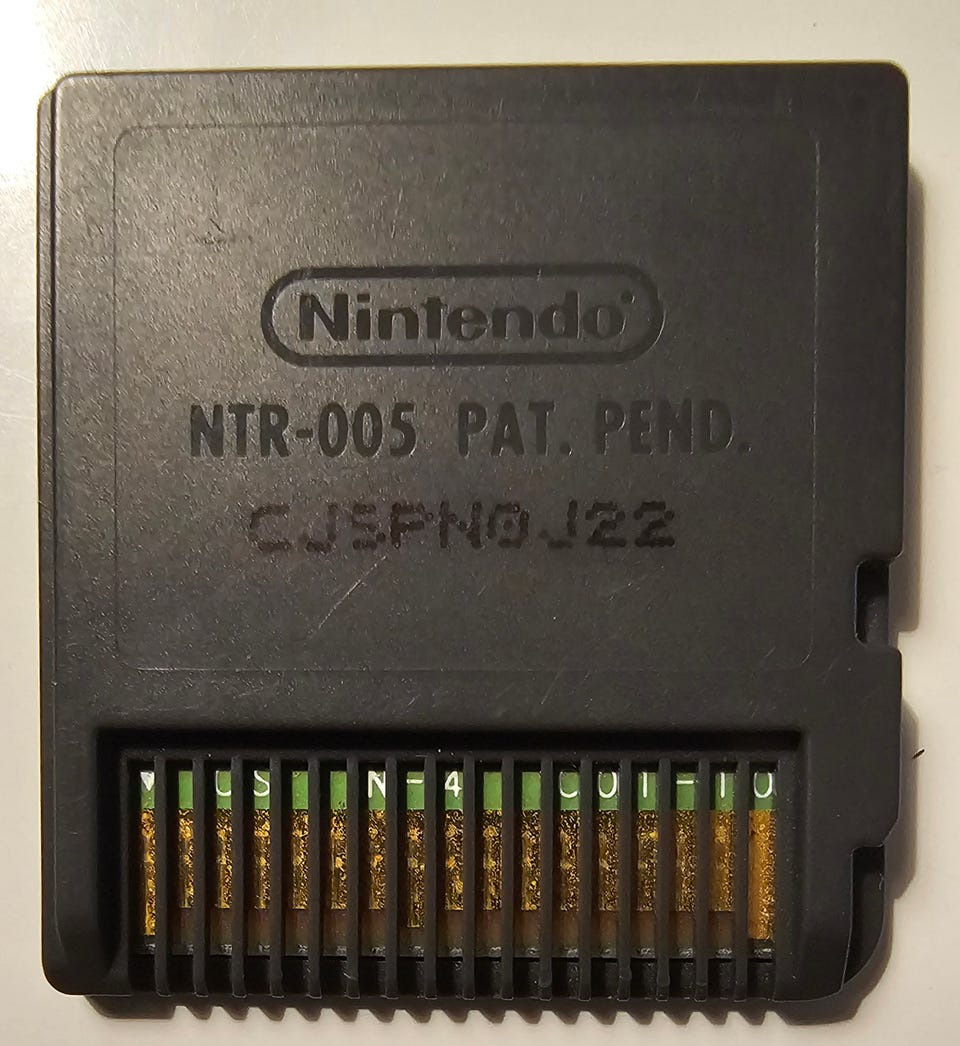 Nintendo
NTR-005 PAT. PEND.
CJSPN0J22